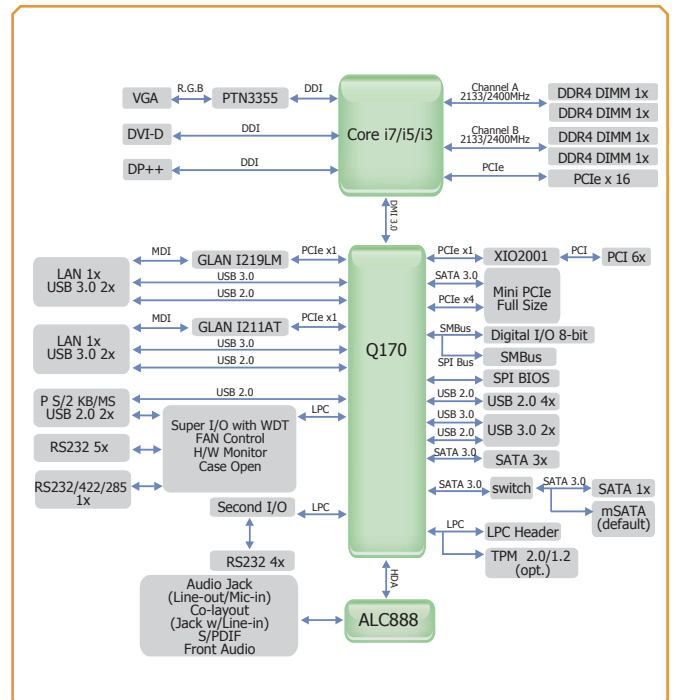 R.G.B
VGA
PTN3355
DDI
DVI-D
DDI
DP++
DDI
Core i7/i5/i3
Channel A
2133/2400MHz
DDR4 DIMM 1x
DDR4 DIMM 1x
Channel B
2133/2400MHz
DDR4 DIMM 1x
DDR4 DIMM 1x
PCIe
PCIe x 16
DMI 3.0
LAN 1x
USB 3.0 2x
MDI
GLAN I219LM
PCIe x1
USB 3.0
USB 2.0
LAN 1x
USB 3.0 2x
MDI
GLAN I211AT
PCIe x1
USB 3.0
USB 2.0
P S/2 KB/MS
USB 2.0 2x
USB 2.0
Super I/O with WDT
FAN Control
H/W Monitor
Case Open
LPC
RS232 5x
RS232/422/285
1x
Second I/O
LPC
RS232 4x
Q170
PCIe x1
XIO2001
PCI
PCI 6x
SATA 3.0
PCIe x4
Mini PCIe
Full Size
SMBus
Digital I/O 8-bit
SMBus
SPI Bus
SPI BIOS
USB 2.0
USB 2.0 4x
USB 3.0
USB 2.0
USB 3.0 2x
SATA 3.0
SATA 3x
SATA 3.0
switch
SATA 3.0
SATA 1x
mSATA
(default)
LPC
LPC Header
TPM 2.0/1.2
(opt.)
HDA
Audio Jack
(Line-out/Mic-in)
Co-layout
(Jack w/Line-in)
S/PDIF
Front Audio
ALC888